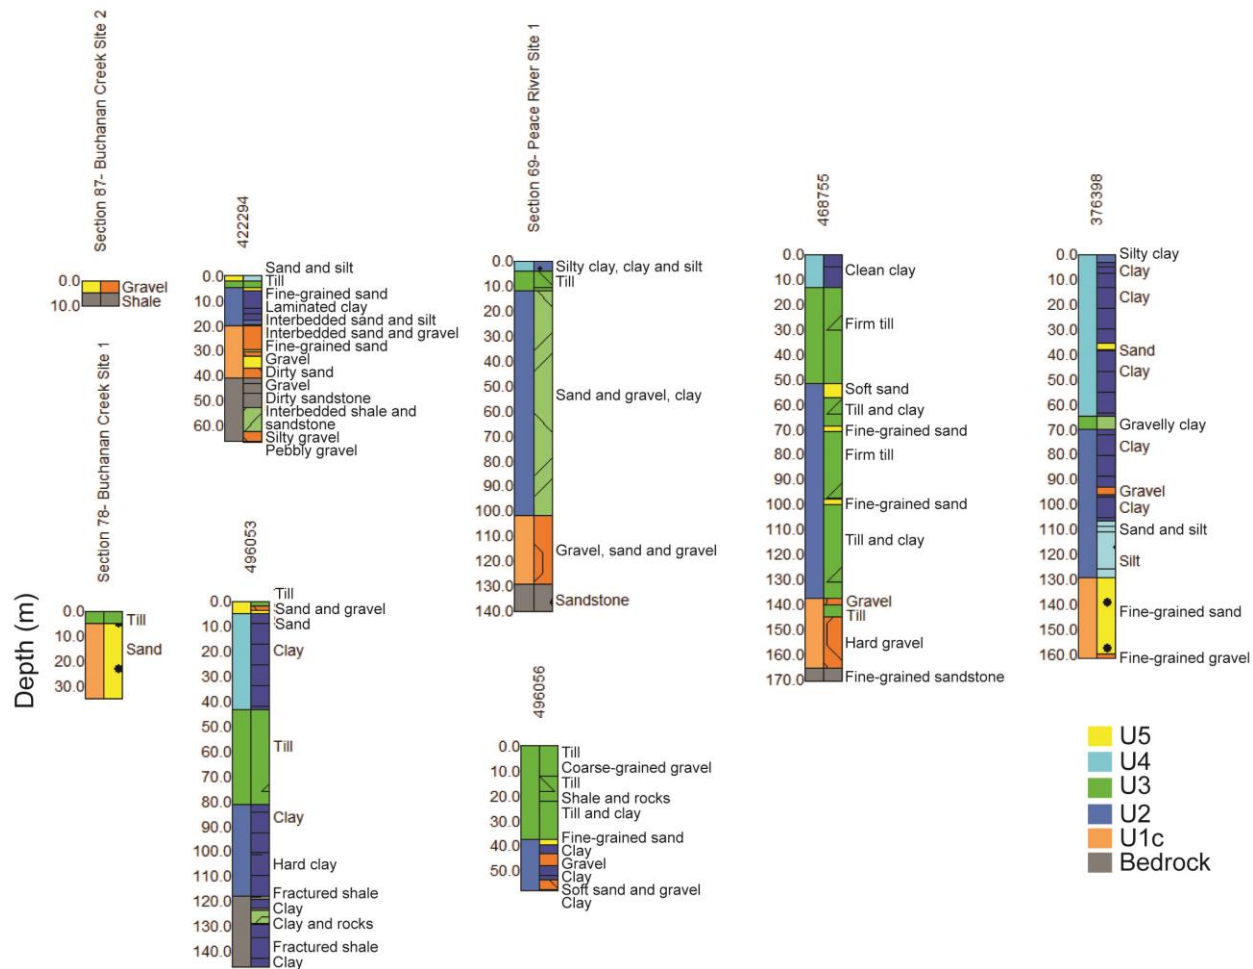 Section 87- Buchanan Creek Site 2
0.0
10.0
Gravel
Shale
422294
0.0
10.0
20.0
30.0
40.0
50.0
60.0
Sand and silt
Till
Fine-grained sand
Laminated clay
Interbedded sand and silt
Interbedded sand and gravel
Fine-grained sand
Gravel
Dirty sand
Gravel
Dirty sandstone
Interbedded shale and
sandstone
Silty gravel
Pebbly gravel
Section 69- Peace River Site 1
0.0
10.0
20.0
30.0
40.0
50.0
60.0
70.0
80.0
90.0
100.0
110.0
120.0
130.0
140.0
Silty clay, clay and silt
Till
Sand and gravel, clay
Gravel, sand and gravel
Sandstone
468755
0.0
10.0
20.0
30.0
40.0
50.0
60.0
70.0
80.0
90.0
100.0
110.0
120.0
130.0
140.0
150.0
160.0
170.0
Clean clay
Firm till
Soft sand
Till and clay
Fine-grained sand
Firm till
Fine-grained sand
Till and clay
Gravel
Till
Hard gravel
Fine-grained sandstone
376398
0.0
10.0
20.0
30.0
40.0
50.0
60.0
70.0
80.0
90.0
100.0
110.0
120.0
130.0
140.0
150.0
160.0
Silty clay
Clay
Clay
Sand
Clay
Gravelly clay
Clay
Gravel
Clay
Sand and silt
Silt
Fine-grained sand
Fine-grained gravel
Depth (m)
Section 78- Buchanan Creek Site 1
0.0
10.0
20.0
30.0
Till
Sand
496053
0.0
10.0
20.0
30.0
40.0
50.0
60.0
70.0
80.0
90.0
100.0
110.0
120.0
130.0
140.0
Till
Sand and gravel
Sand
Clay
Till
Clay
Hard clay
Fractured shale
Clay
Clay and rocks
Fractured shale
Clay
496056
0.0
10.0
20.0
30.0
40.0
50.0
Till
Coarse-grained gravel
Till
Shale and rocks
Till and clay
Fine-grained sand
Clay
Gravel
Clay
Soft sand and gravel
Clay
U5
U4
U3
U2
U1c
Bedrock